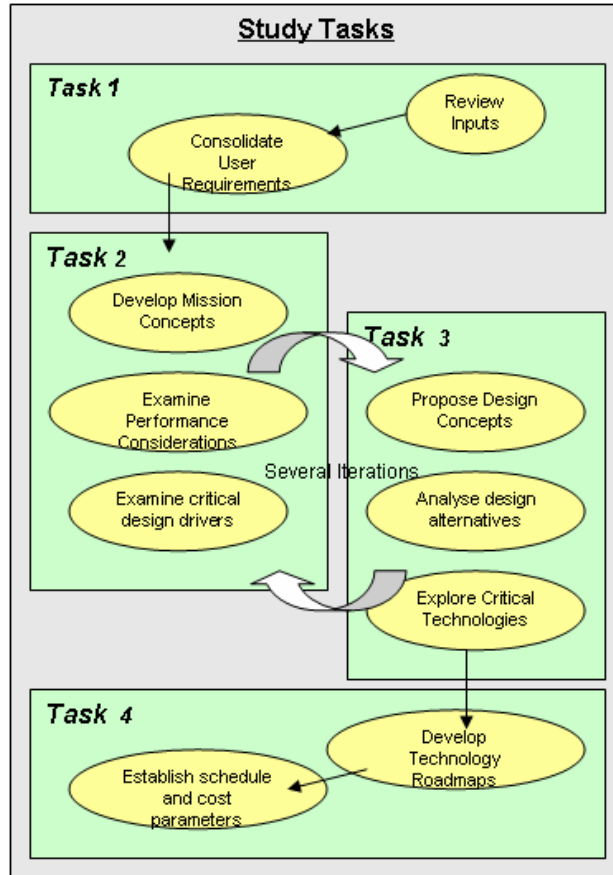 Study Tasks
Task 1
Review
Inputs
Consolidate
User
Requirements
Task 2
Develop Mission
Concepts
Examine
Performance
Considerations
Examine critical
design drivers
Several Iterations
Task 3
Propose Design
Concepts
Analyse design
alternatives
Explore Critical
Technologies
Task 4
Develop
Technology
Roadmaps
Establish schedule
and cost
parameters